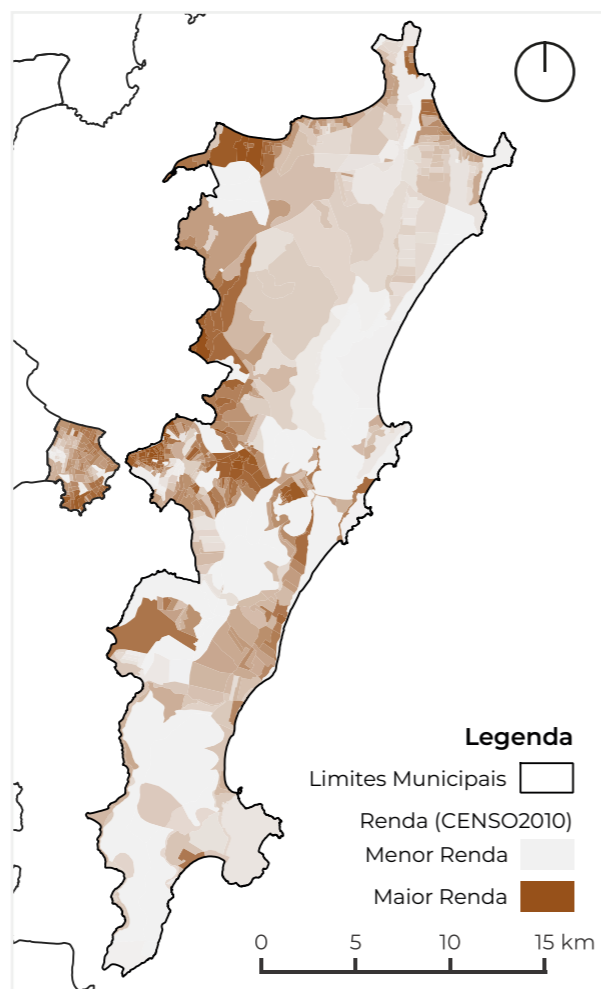 Legenda
Limites Municipais
Renda (CENSO2010)
Menor Renda
Maior Renda
0 5 10 15 km